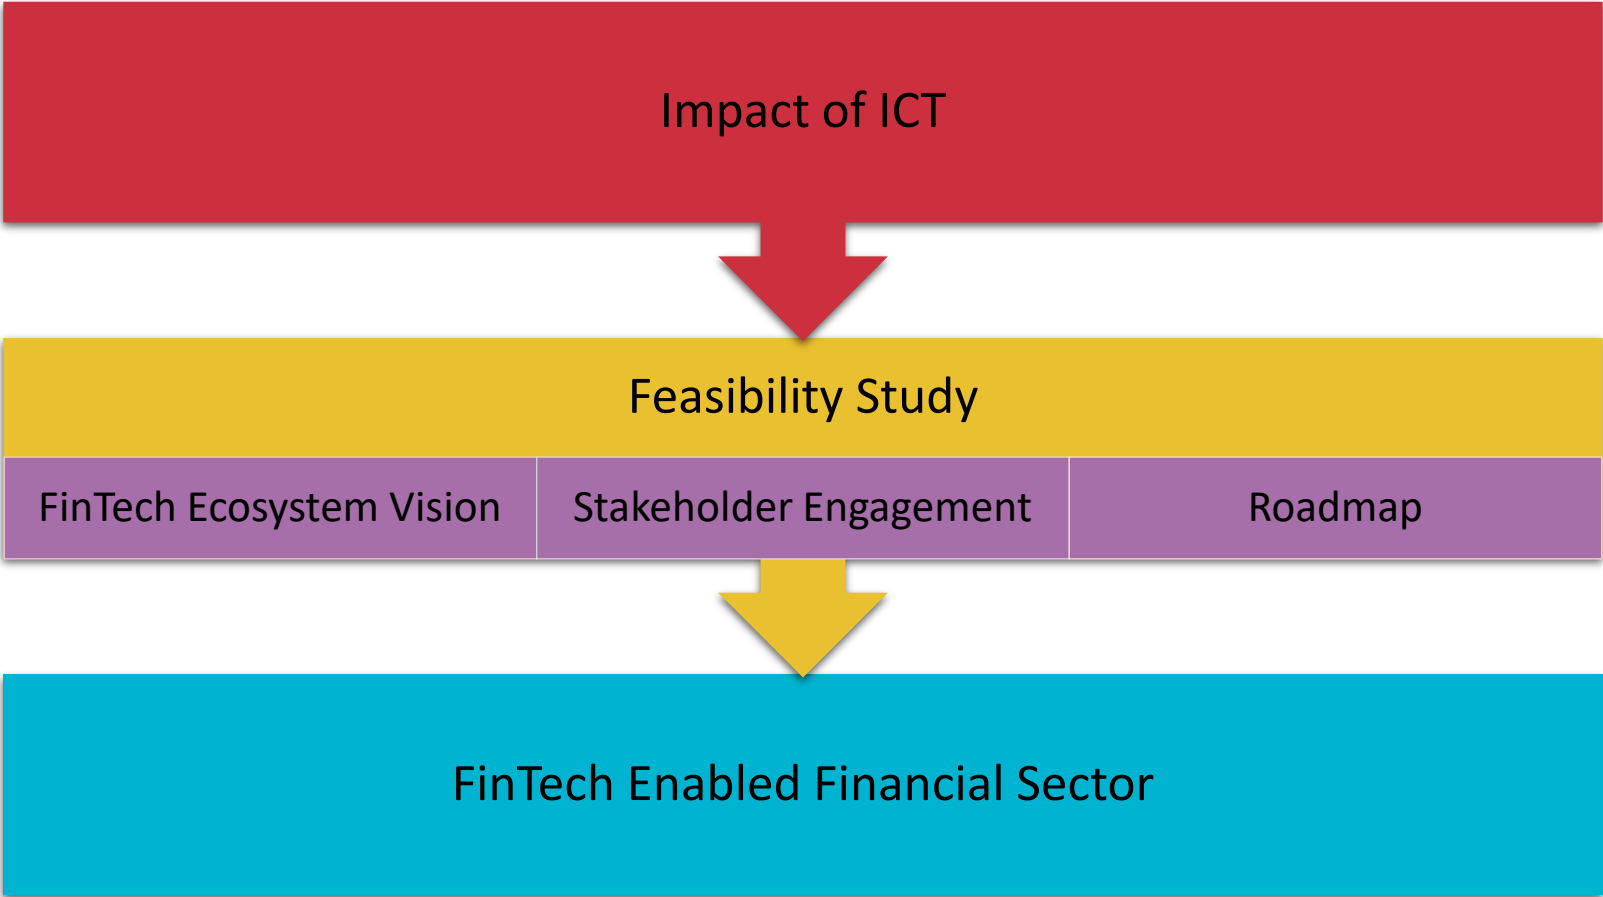 Impact of ICT
Feasibility Study
FinTech Ecosystem Vision
Stakeholder Engagement
Roadmap
FinTech Enabled Financial Sector